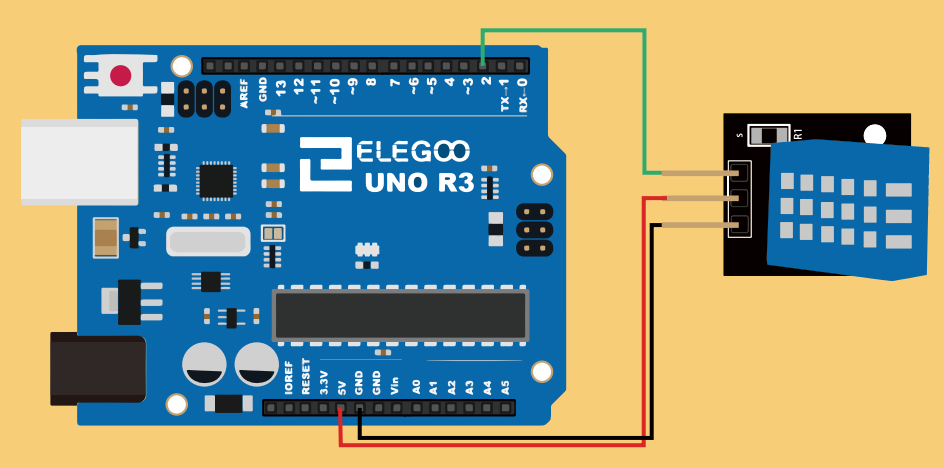 AREF
GND
13
12
~11
~10
~9
8
7
~6
~5
4
~3
2
TX→1
RX←0
ELEGOO
UNO R3
S
R1
IOREF
RESET
3.3V
5V
GND
GND
Vin
A0
A1
A2
A3
A4
A5